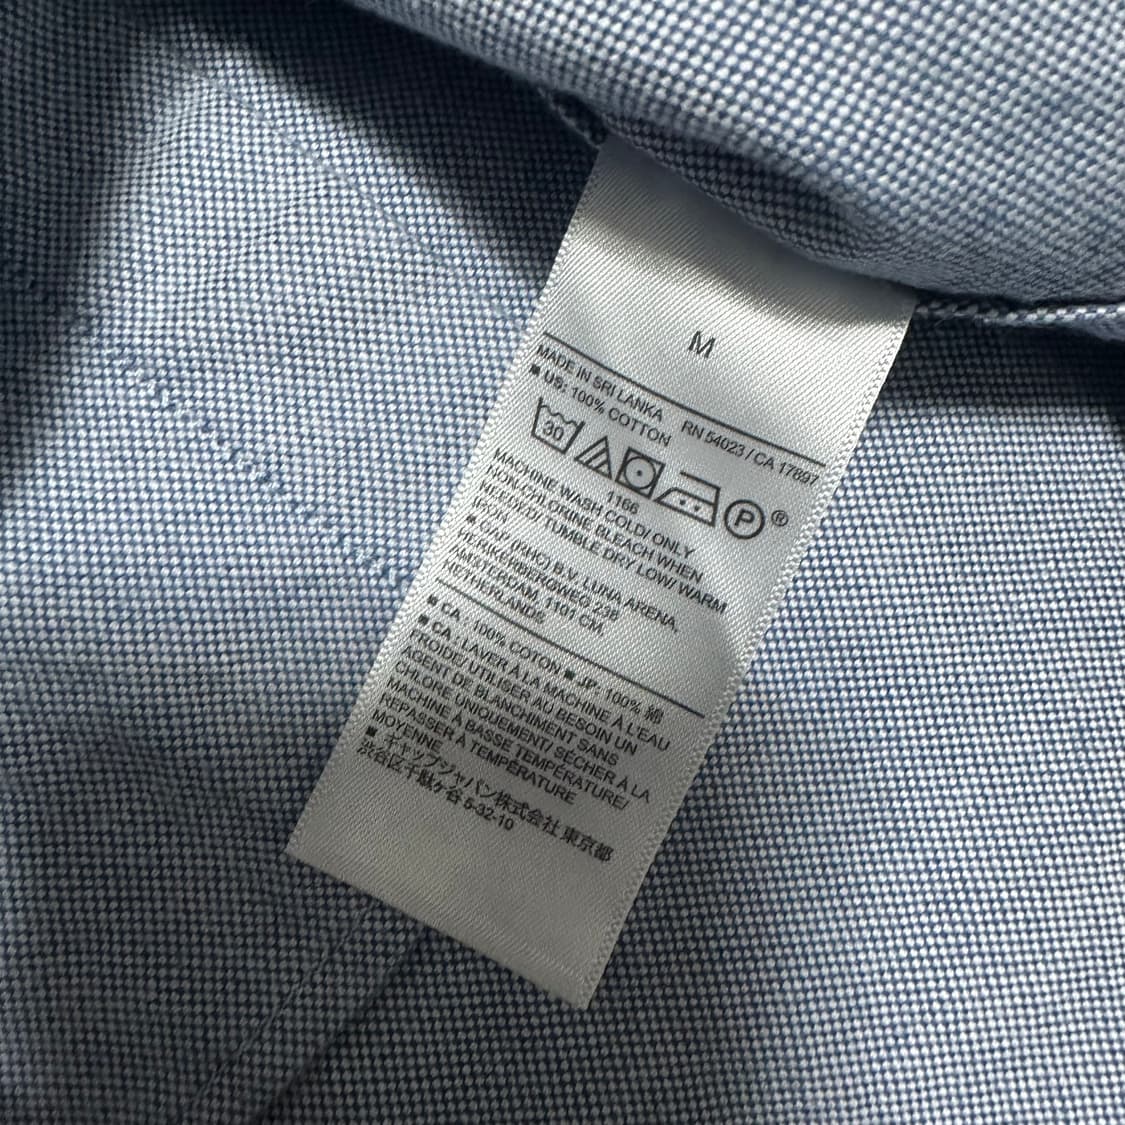 M
MADE IN SRI LANKA RN 54023 / CA 17897
■ US: 100% COTTON
30 P ®
1166
MACHINE WASH COLD/ ONLY
NON-CHLORINE BLEACH WHEN
NEEDED/ TUMBLE DRY LOW/ WARM
IRON
■ GAP (RHC) B.V. LUNA ARENA,
HERIKERBERGWEG 238
AMSTERDAM, 1101 CM,
NETHERLANDS
■ CA : 100% COTON ■ JP: 100% 綿
■ CA : LAVER À LA MACHINE À L'EAU
FROIDE/ UTILISER AU BESOIN UN
AGENT DE BLANCHIMENT SANS
CHLORE UNIQUEMENT/ SÉCHER À LA
MACHINE À BASSE TEMPÉRATURE/
REPASSER À TEMPÉRATURE
MOYENNE
■ ギャップジャパン株式会社 東京都
渋谷区千駄ヶ谷 5-32-10